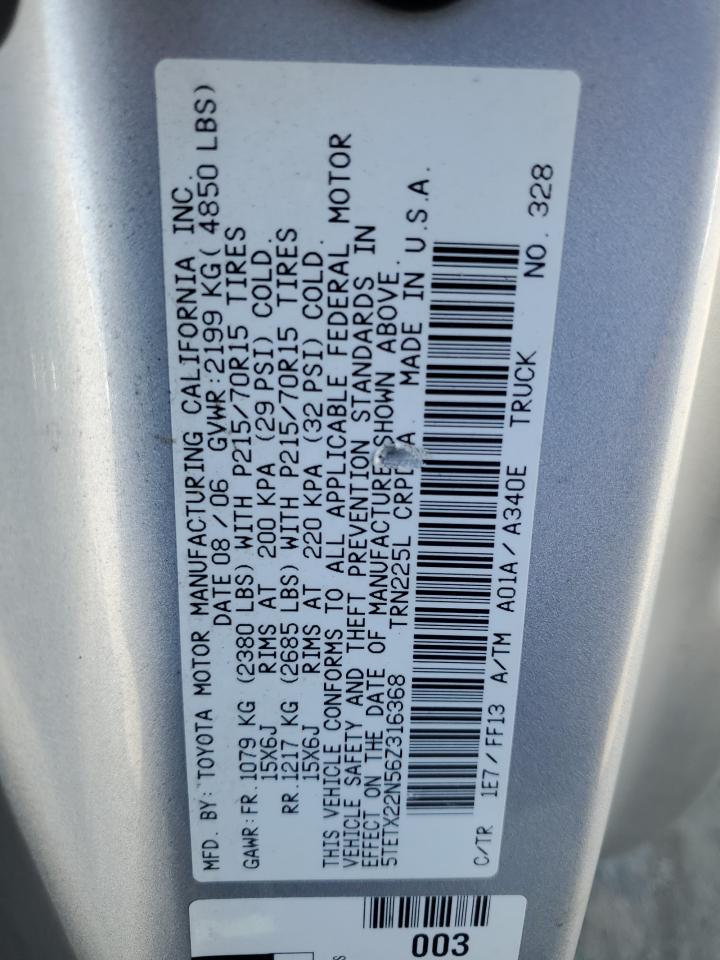 MFD. BY: TOYOTA MOTOR MANUFACTURING CALIFORNIA INC.
DATE 08/06 GVWR:2199 KG( 4850 LBS)
GAWR:FR. 1079 KG (2380 LBS) WITH P215/70R15 TIRES
15X6J RIMS AT 200 KPA (29 PSI) COLD.
RR. 1217 KG (2685 LBS) WITH P215/70R15 TIRES
15X6J RIMS AT 220 KPA (32 PSI) COLD.
THIS VEHICLE CONFORMS TO ALL APPLICABLE FEDERAL MOTOR
VEHICLE SAFETY AND THEFT PREVENTION STANDARDS IN
EFFECT ON THE DATE OF MANUFACTURE SHOWN ABOVE.
5TETX22N56Z316368 TRN225L MADE IN U.S.A.
C/TR 1E7/FF13 A/TM A01A/A340E TRUCK NO. 328
003